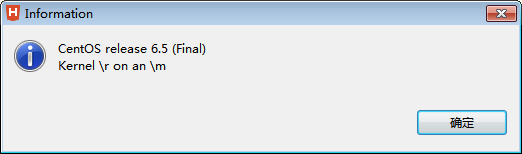 Information
CentOS release 6.5 (Final)
Kernel \r on an \m
确定